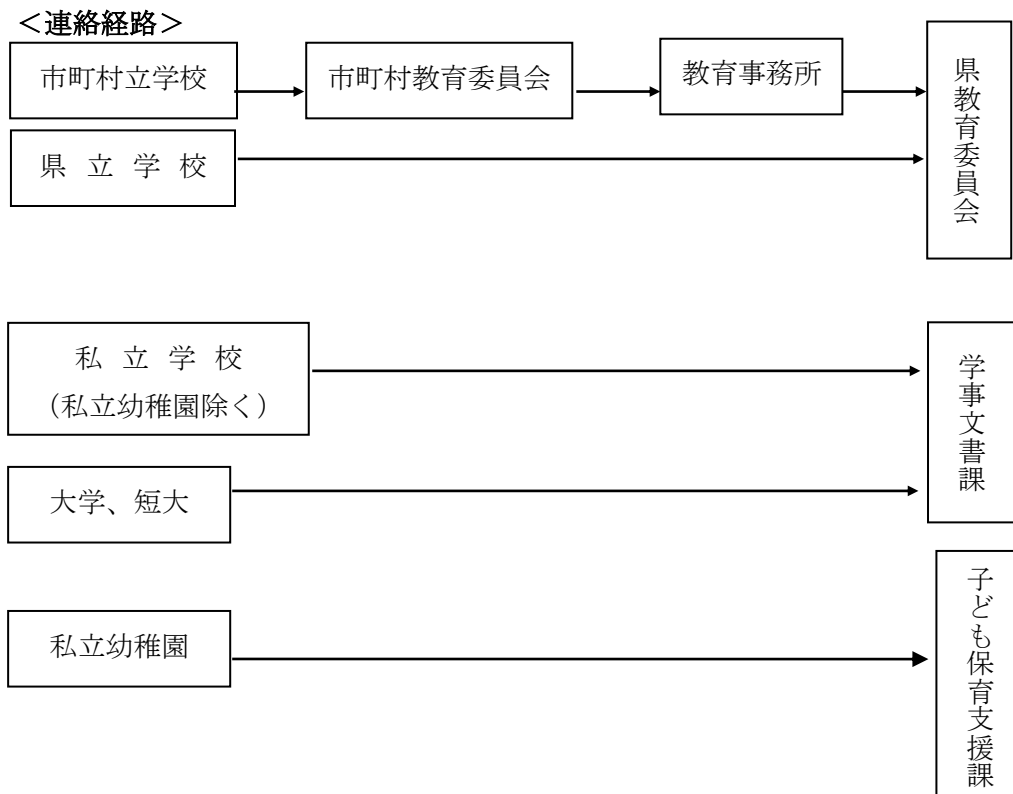 ＜連絡経路＞
市町村立学校
市町村教育委員会
教育事務所
県教育委員会
県 立 学 校
私 立 学 校
（私立幼稚園除く）
学事文書課
大学、短大
子ども保育支援課
私立幼稚園